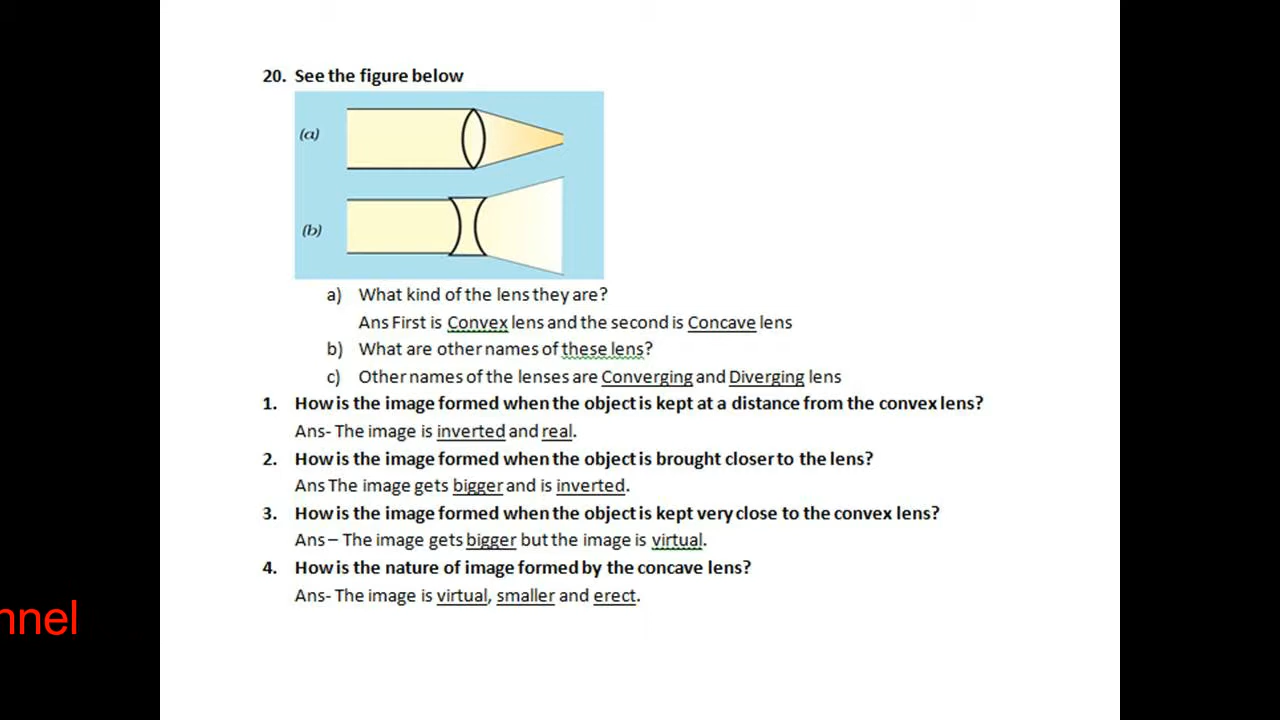 20. See the figure below
(a)
(b)
a) What kind of the lens they are?
Ans First is Convex lens and the second is Concave lens
b) What are other names of these lens?
c) Other names of the lenses are Converging and Diverging lens
1. How is the image formed when the object is kept at a distance from the convex lens?
Ans- The image is inverted and real.
2. How is the image formed when the object is brought closer to the lens?
Ans The image gets bigger and is inverted.
3. How is the image formed when the object is kept very close to the convex lens?
Ans – The image gets bigger but the image is virtual.
4. How is the nature of image formed by the concave lens?
Ans- The image is virtual, smaller and erect.
nnel